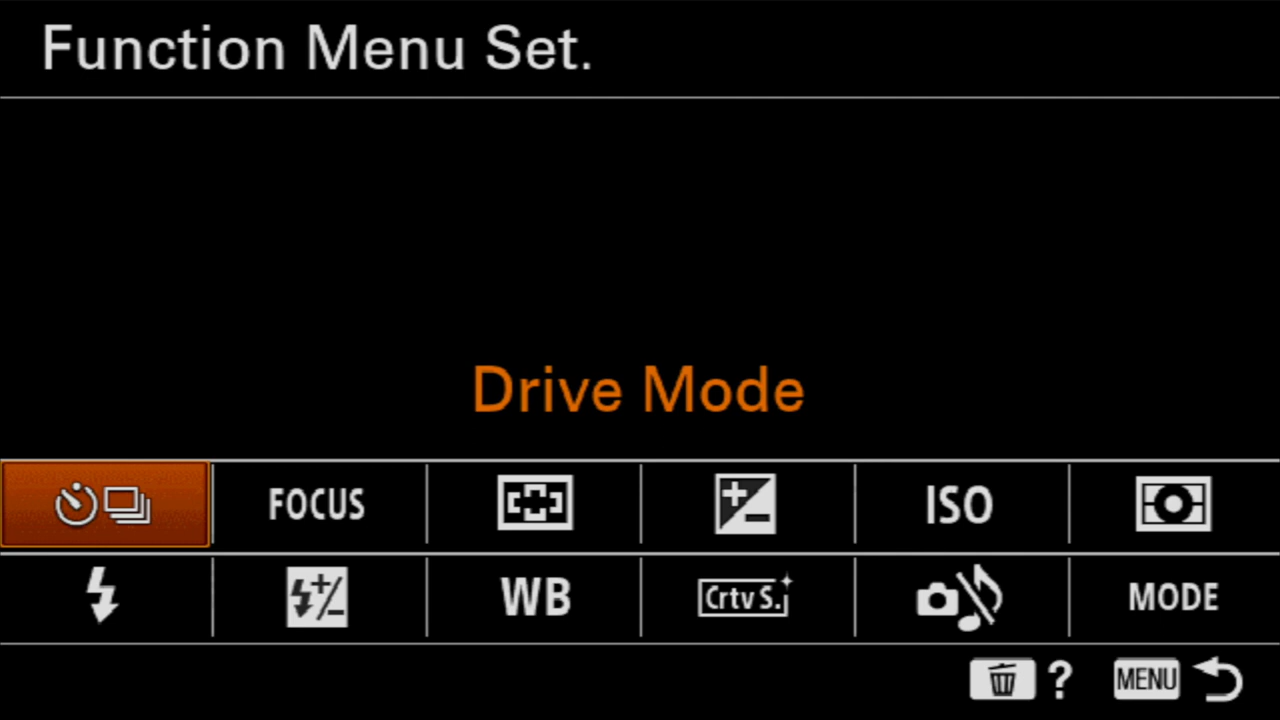 Function Menu Set.
Drive Mode
FOCUS ISO
WB Crtv S. MODE
? MENU